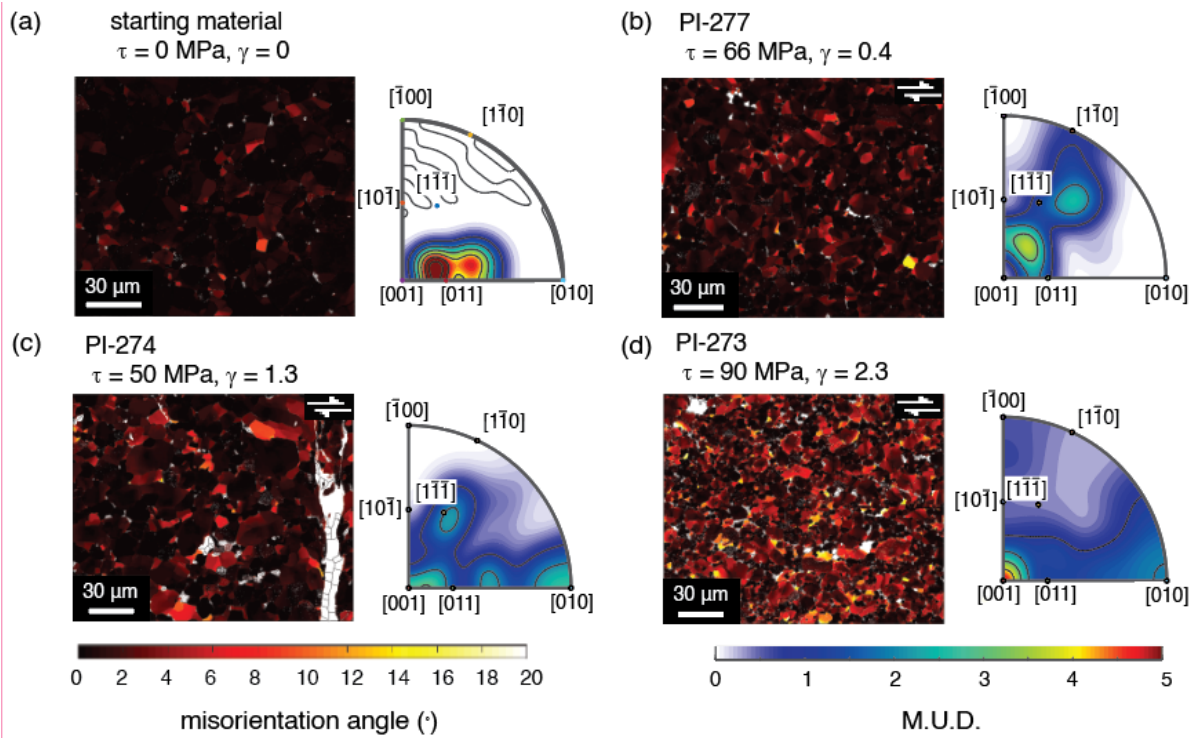 (a) starting material
τ = 0 MPa, γ = 0
[1̄00]
[11̄0]
[101̄]
[11̄1̄]
30 µm
[001]
[011]
[010]
(b) PI-277
τ = 66 MPa, γ = 0.4
[1̄00]
[11̄0]
[101̄]
[11̄1̄]
30 µm
[001]
[011]
[010]
(c) PI-274
τ = 50 MPa, γ = 1.3
[1̄00]
[11̄0]
[101̄]
[11̄1̄]
30 µm
[001]
[011]
[010]
(d) PI-273
τ = 90 MPa, γ = 2.3
[1̄00]
[11̄0]
[101̄]
[11̄1̄]
30 µm
[001]
[011]
[010]
0 2 4 6 8 10 12 14 16 18 20
misorientation angle (°)
0 1 2 3 4 5
M.U.D.